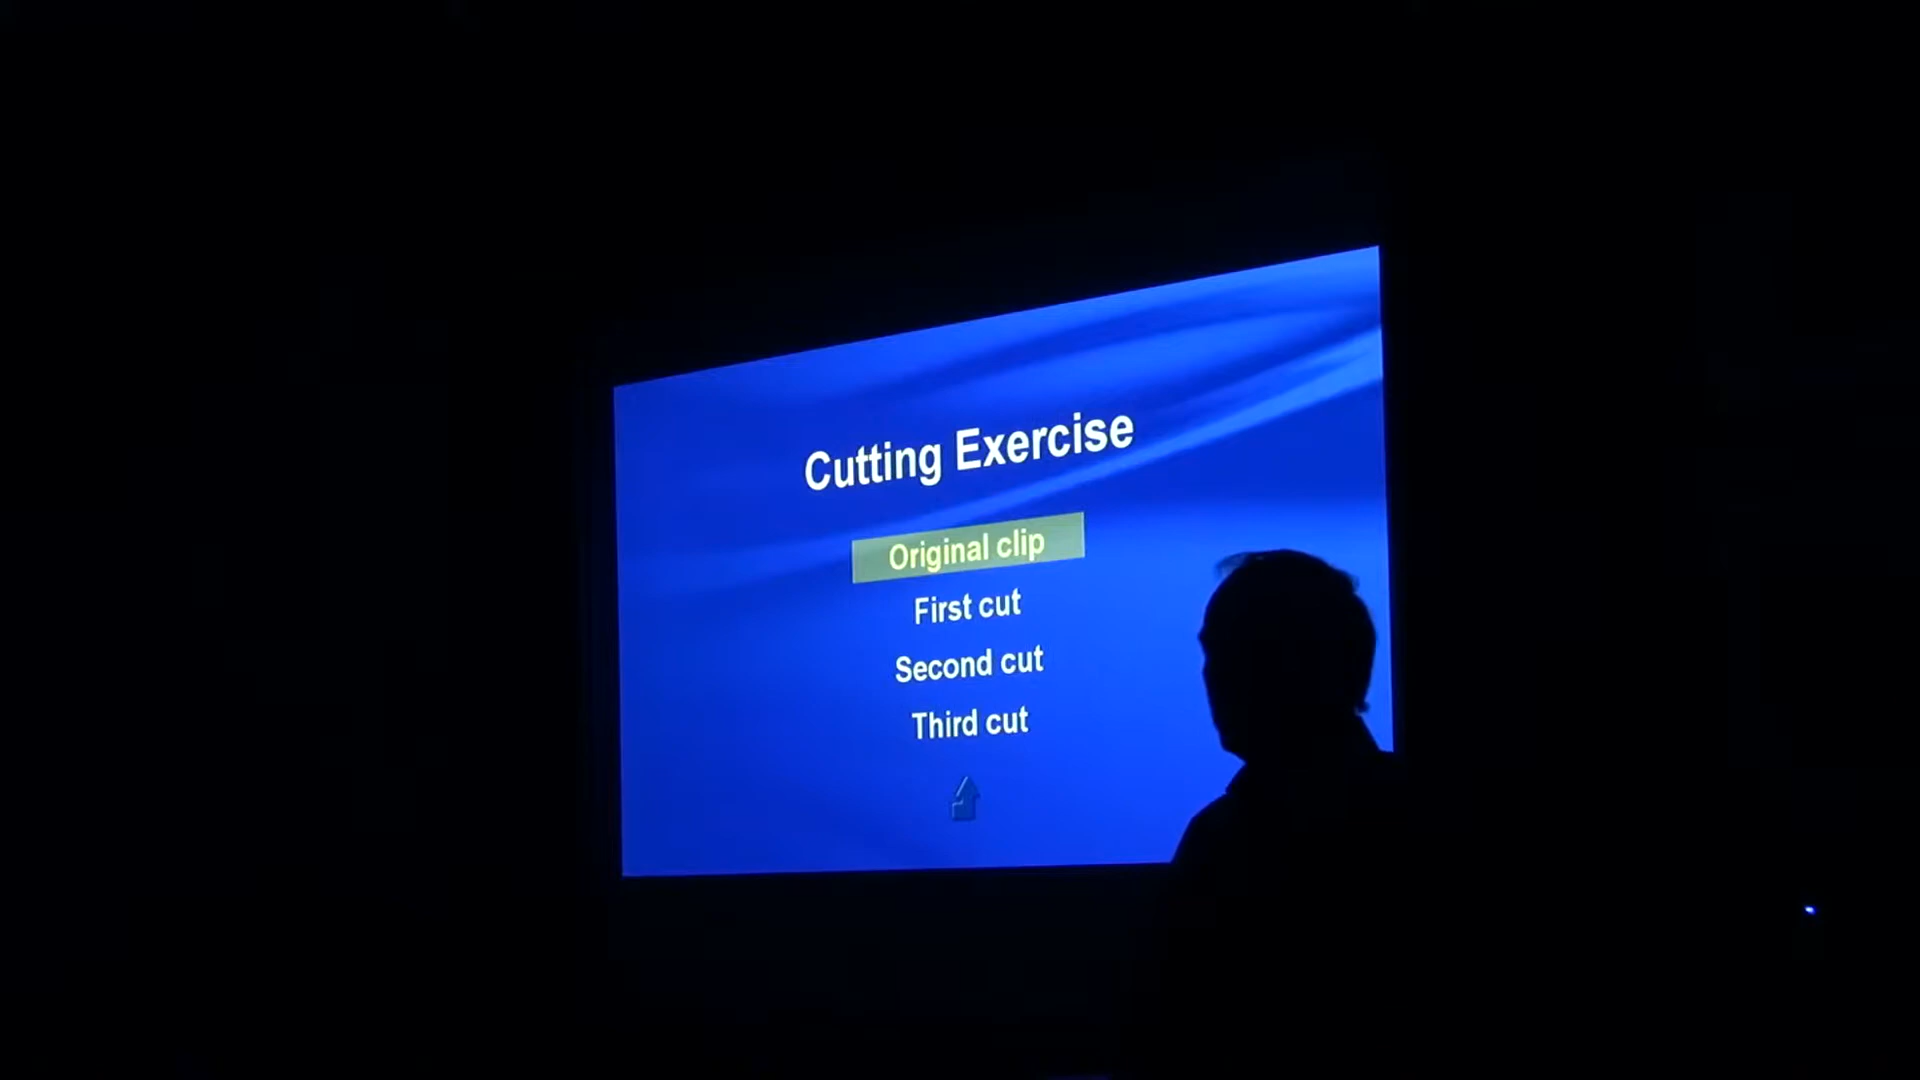 Cutting Exercise
Original clip
First cut
Second cut
Third cut